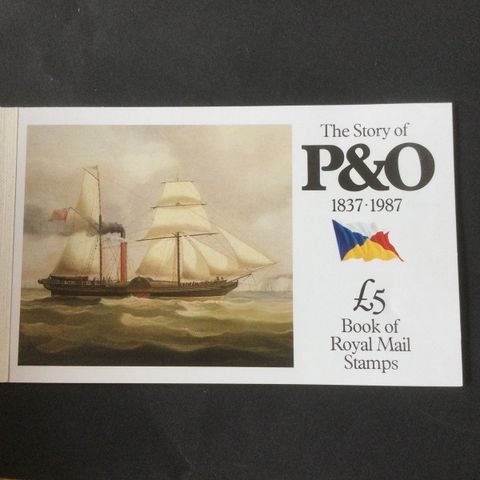 The Story of
P&O
1837·1987
£5
Book of
Royal Mail
Stamps